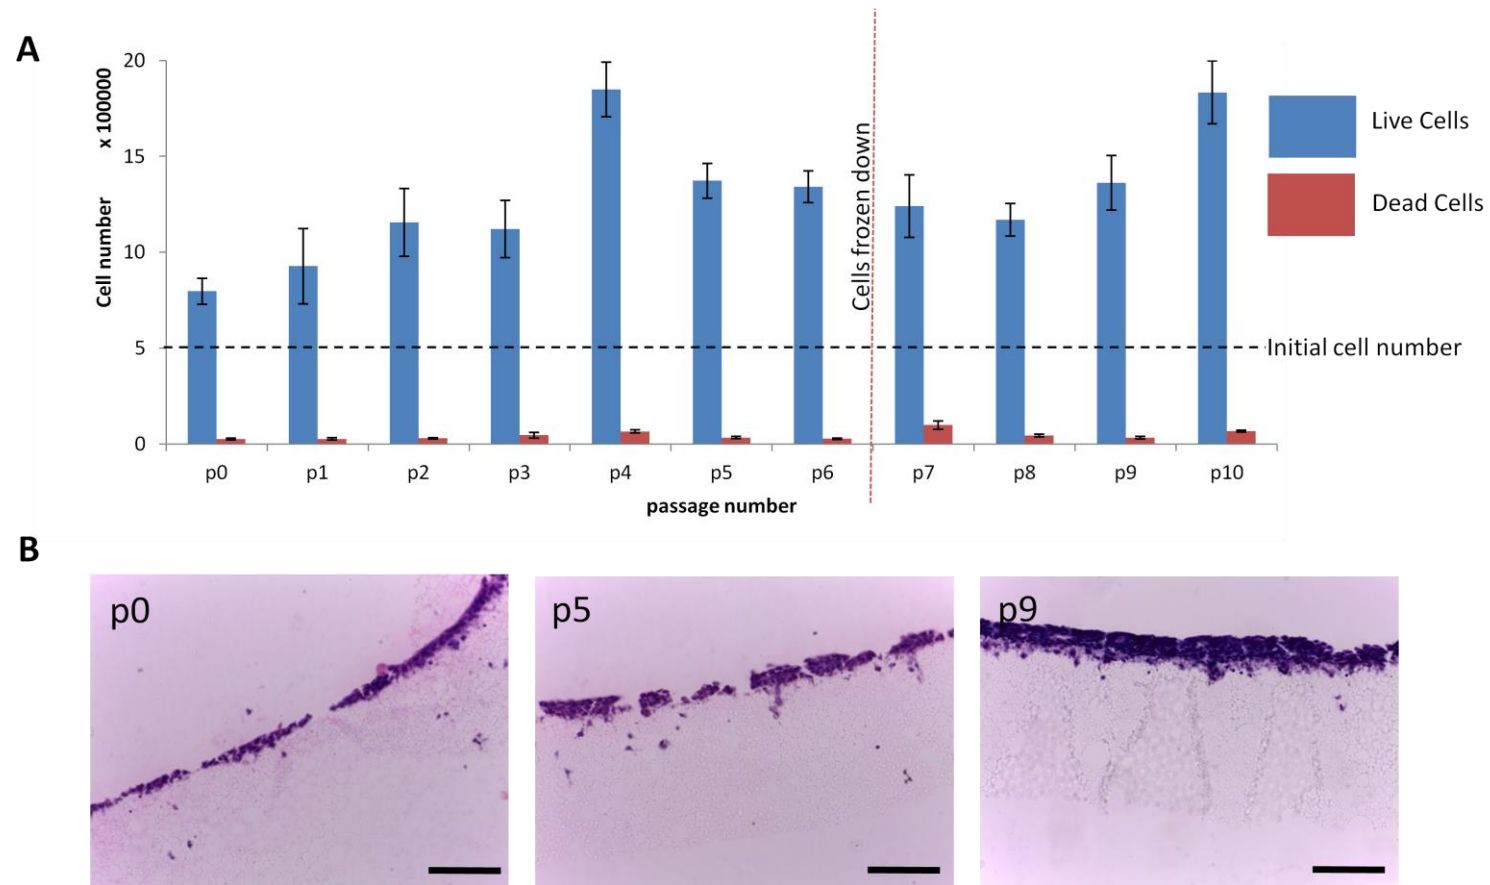 A
x 100000
Cell number
20
15
10
5
0
Cells frozen down
Live Cells
Dead Cells
Initial cell number
p0 p1 p2 p3 p4 p5 p6 p7 p8 p9 p10
passage number
B
p0
p5
p9